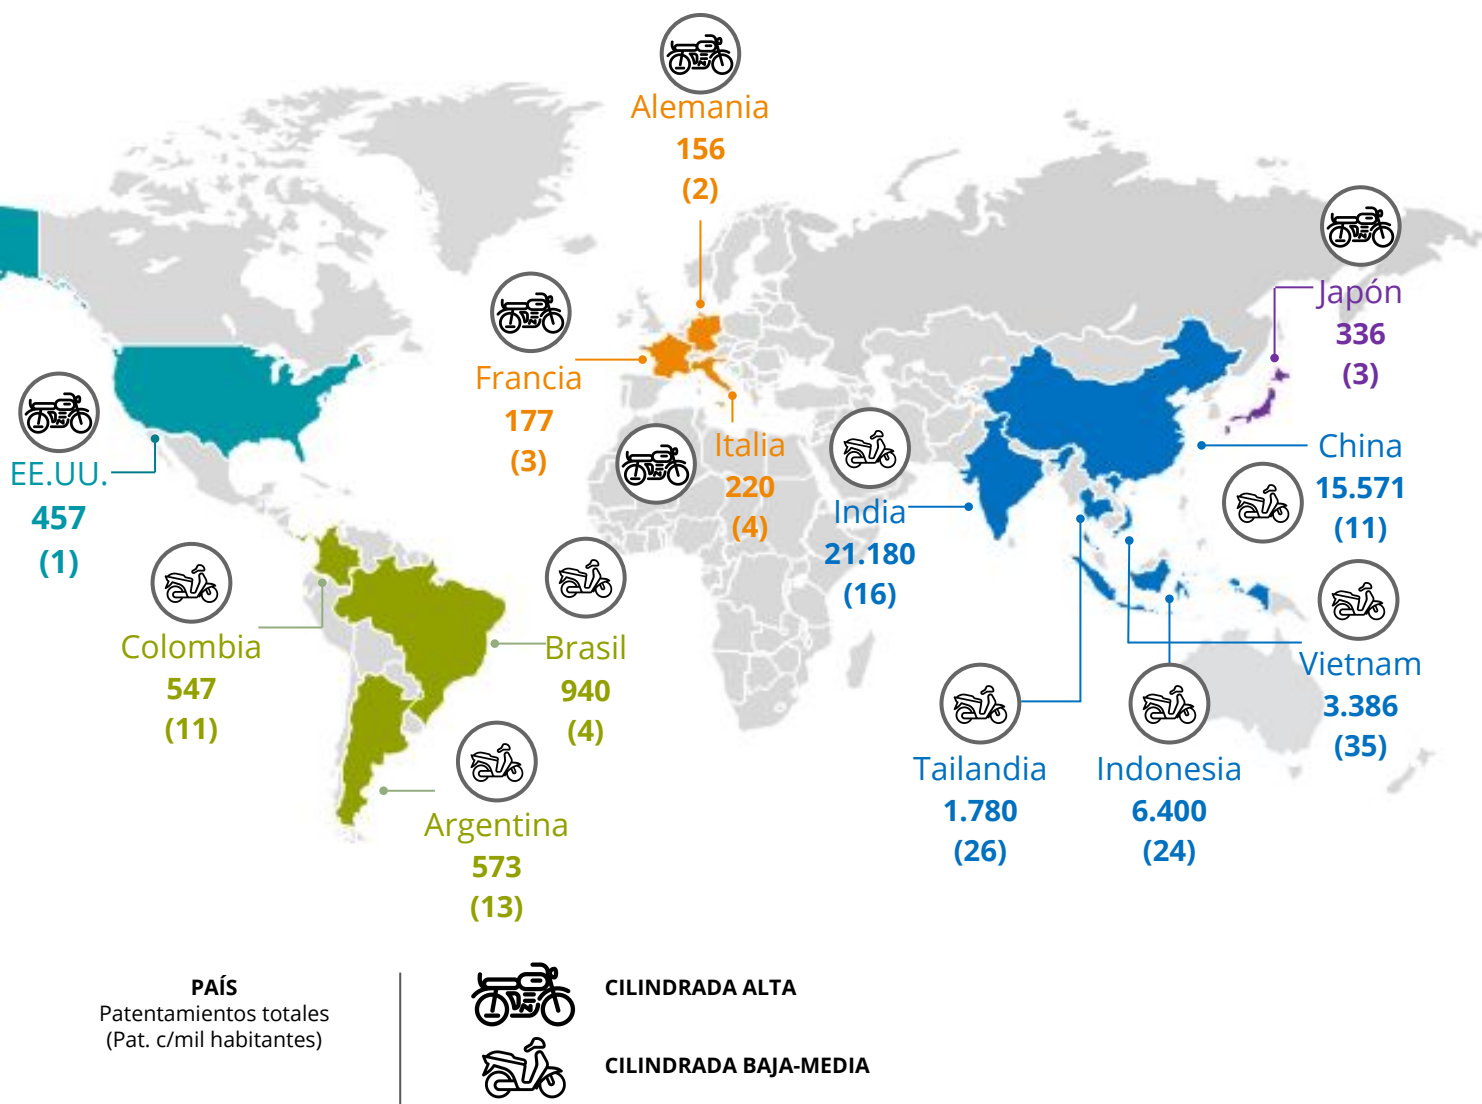 Alemania
156
(2)
Japón
336
(3)
Francia
177
(3)
Italia
220
(4)
EE.UU.
457
(1)
India
21.180
(16)
China
15.571
(11)
Colombia
547
(11)
Brasil
940
(4)
Vietnam
3.386
(35)
Argentina
573
(13)
Tailandia
1.780
(26)
Indonesia
6.400
(24)
PAÍS
Patentamientos totales
(Pat. c/mil habitantes)
CILINDRADA ALTA
CILINDRADA BAJA-MEDIA